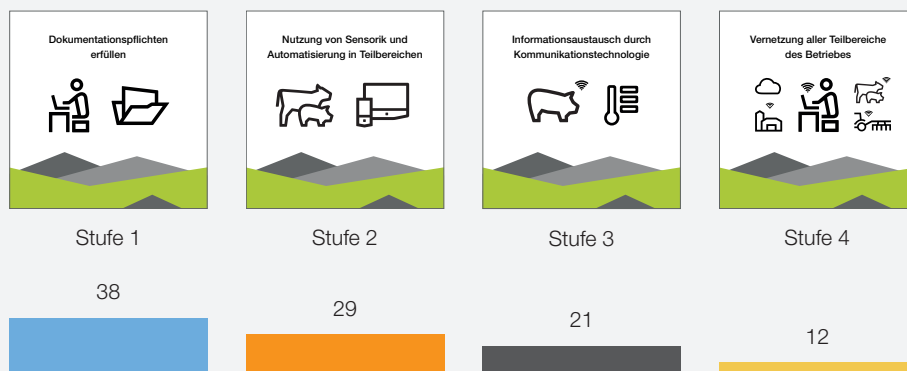 Dokumentationspflichten
erfüllen
Nutzung von Sensorik und
Automatisierung in Teilbereichen
Informationsaustausch durch
Kommunikationstechnologie
Vernetzung aller Teilbereiche
des Betriebes
Stufe 1
Stufe 2
Stufe 3
Stufe 4
38
29
21
12